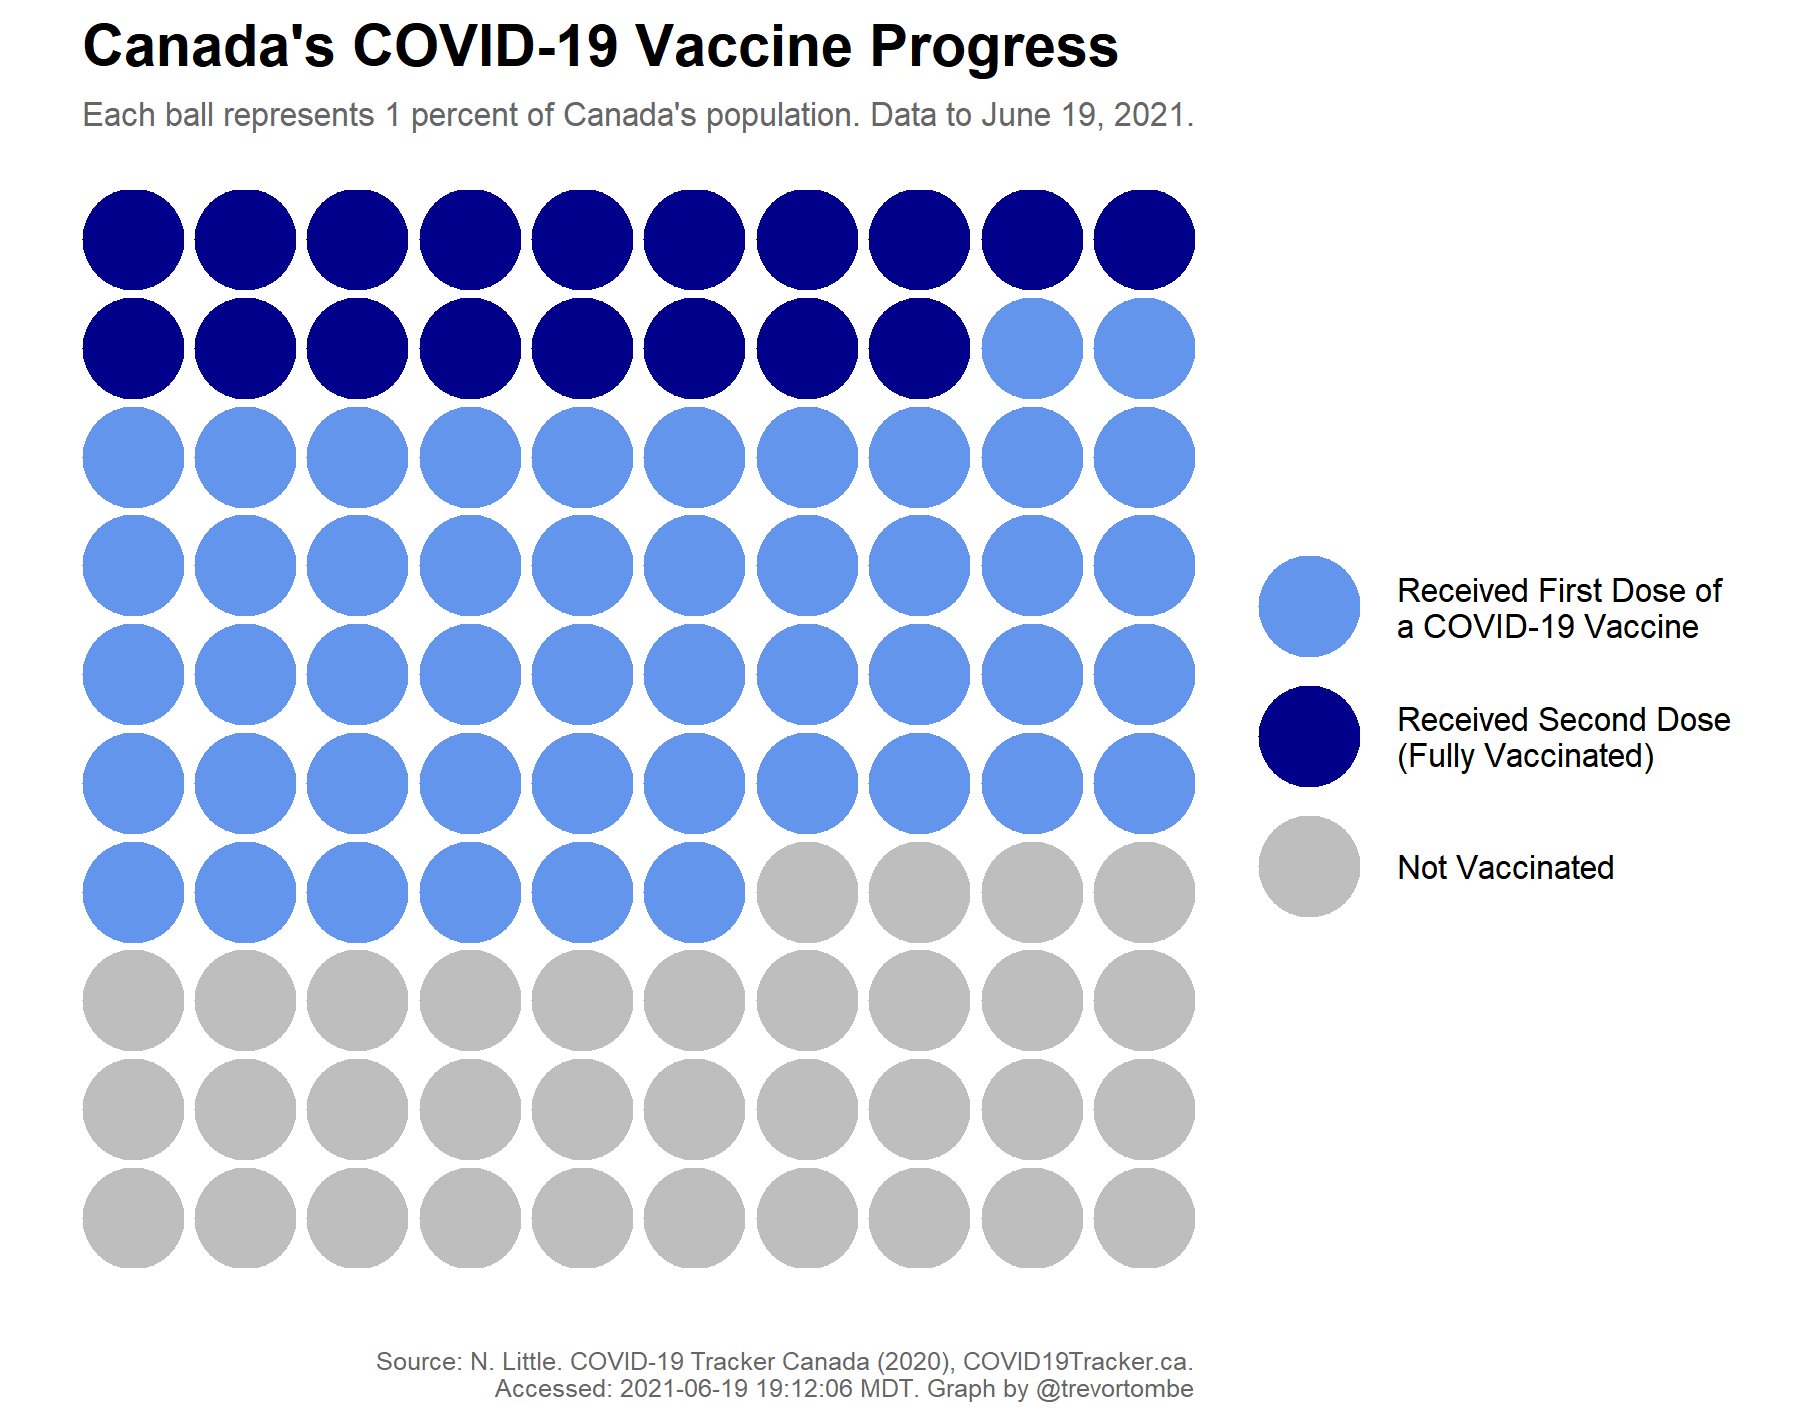 Canada's COVID-19 Vaccine Progress
Each ball represents 1 percent of Canada's population. Data to June 19, 2021.
Received First Dose of
a COVID-19 Vaccine
Received Second Dose
(Fully Vaccinated)
Not Vaccinated
Source: N. Little. COVID-19 Tracker Canada (2020), COVID19Tracker.ca.
Accessed: 2021-06-19 19:12:06 MDT. Graph by @trevortombe